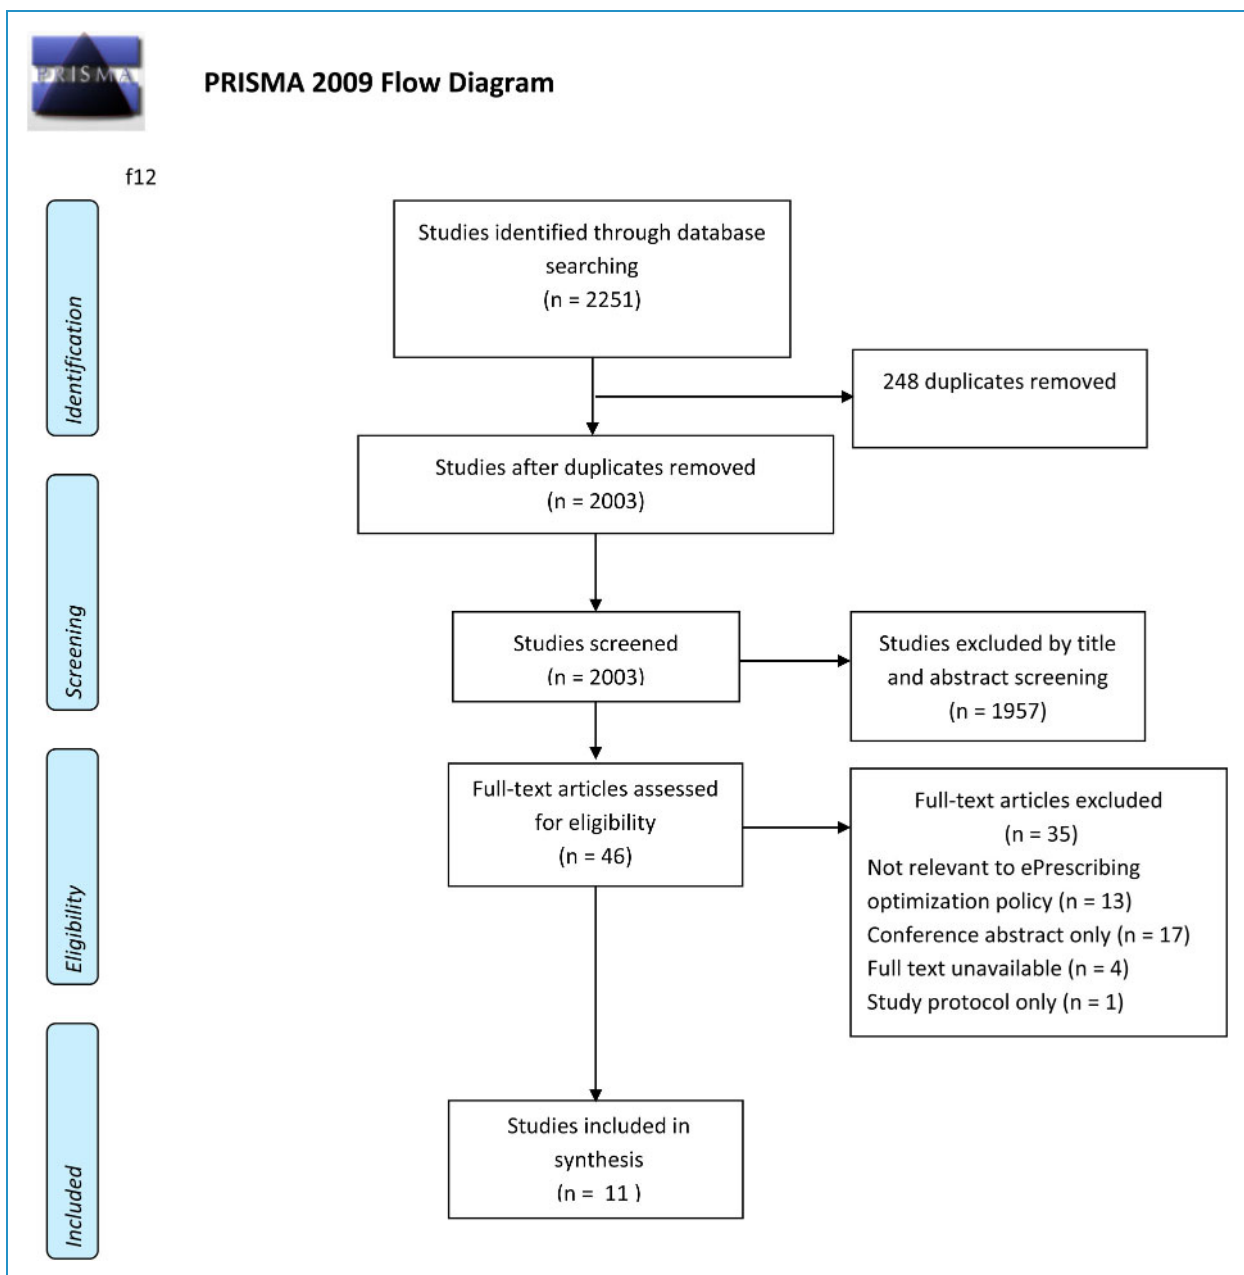 PRISMA
PRISMA 2009 Flow Diagram
f12
Identification
Studies identified through database
searching
(n = 2251)
248 duplicates removed
Studies after duplicates removed
(n = 2003)
Screening
Studies screened
(n = 2003)
Studies excluded by title
and abstract screening
(n = 1957)
Eligibility
Full-text articles assessed
for eligibility
(n = 46)
Full-text articles excluded
(n = 35)
Not relevant to ePrescribing
optimization policy (n = 13)
Conference abstract only (n = 17)
Full text unavailable (n = 4)
Study protocol only (n = 1)
Included
Studies included in
synthesis
(n = 11 )